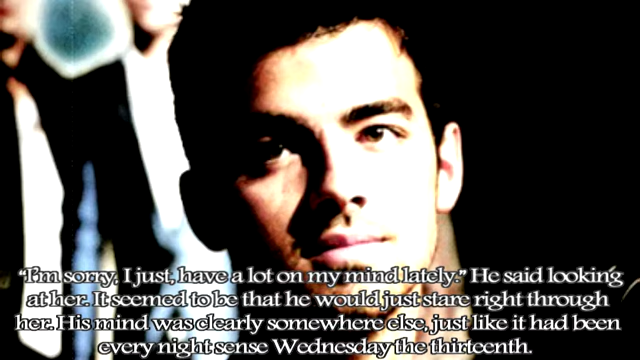 "I'm sorry, I just, have a lot on my mind lately." He said looking
at her. It seemed to be that he would just stare right through
her. His mind was clearly somewhere else, just like it had been
every night sense Wednesday the thirteenth.